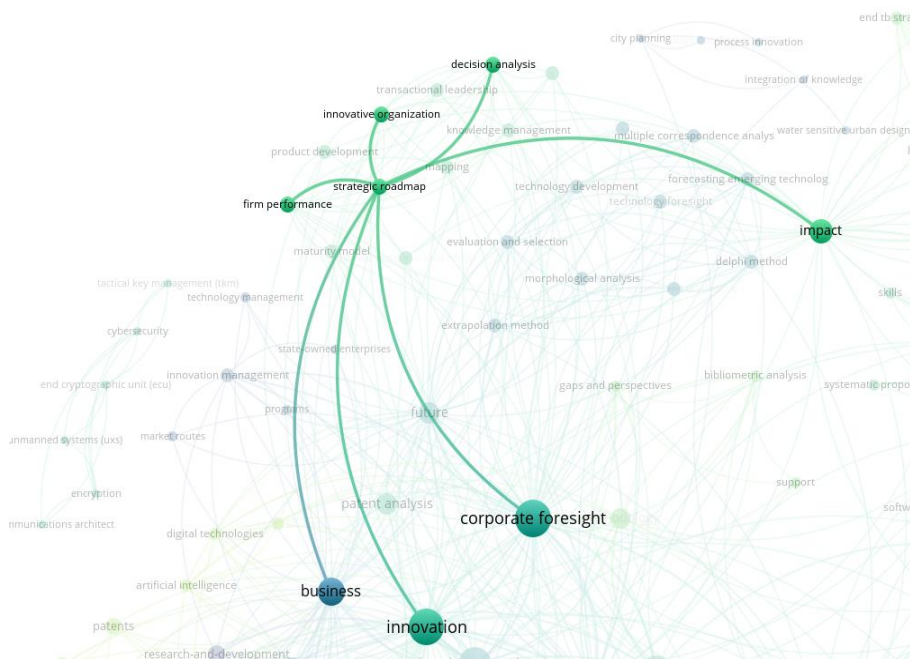 end tb stra
city planning
process innovation
decision analysis
integration of knowledge
transactional leadership
innovative organization
knowledge management
multiple correspondence analys
water sensitive urban design
product development
mapping
strategic roadmap
technology development
forecasting emerging technolog
technology foresight
firm performance
impact
evaluation and selection
maturity model
delphi method
morphological analysis
tactical key management (tkm)
technology management
skills
cybersecurity
extrapolation method
state-owned enterprises
innovation management
bibliometric analysis
end cryptographic unit (ecu)
gaps and perspectives
systematic propo
programs
future
market routes
unmanned systems (uxs)
support
encryption
patent analysis
softw
corporate foresight
mmunications architect
digital technologies
artificial intelligence
business
patents
innovation
research-and-development